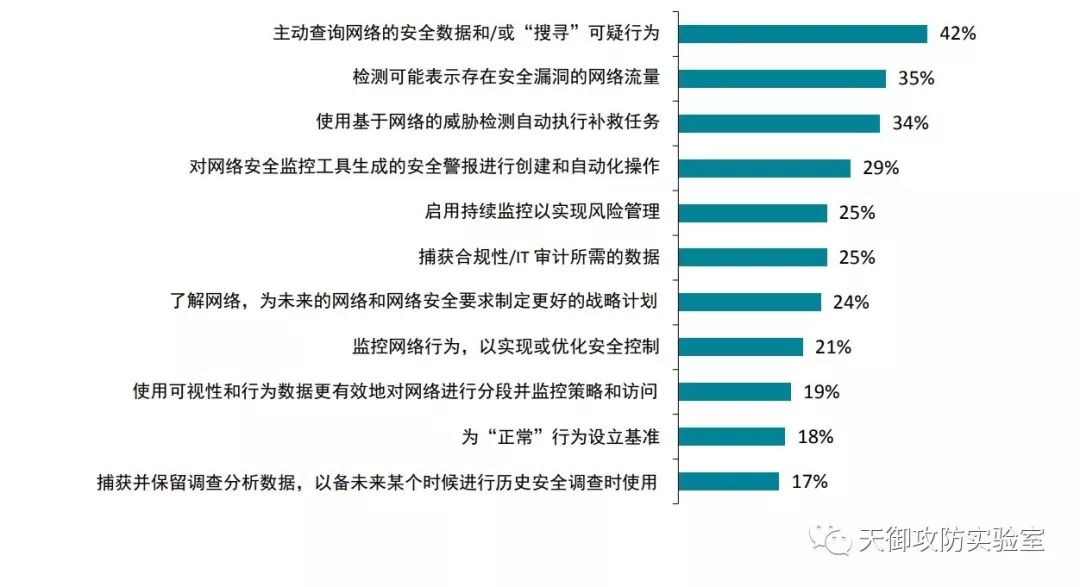 主动查询网络的安全数据和/或“搜寻”可疑行为 42%
检测可能表示存在安全漏洞的网络流量 35%
使用基于网络的威胁检测自动执行补救任务 34%
对网络安全监控工具生成的安全警报进行创建和自动化操作 29%
启用持续监控以实现风险管理 25%
捕获合规性/IT 审计所需的数据 25%
了解网络，为未来的网络和网络安全要求制定更好的战略计划 24%
监控网络行为，以实现或优化安全控制 21%
使用可视性和行为数据更有效地对网络进行分段并监控策略和访问 19%
为“正常”行为设立基准 18%
捕获并保留调查分析数据，以备未来某个时候进行历史安全调查时使用 17%
天御攻防实验室